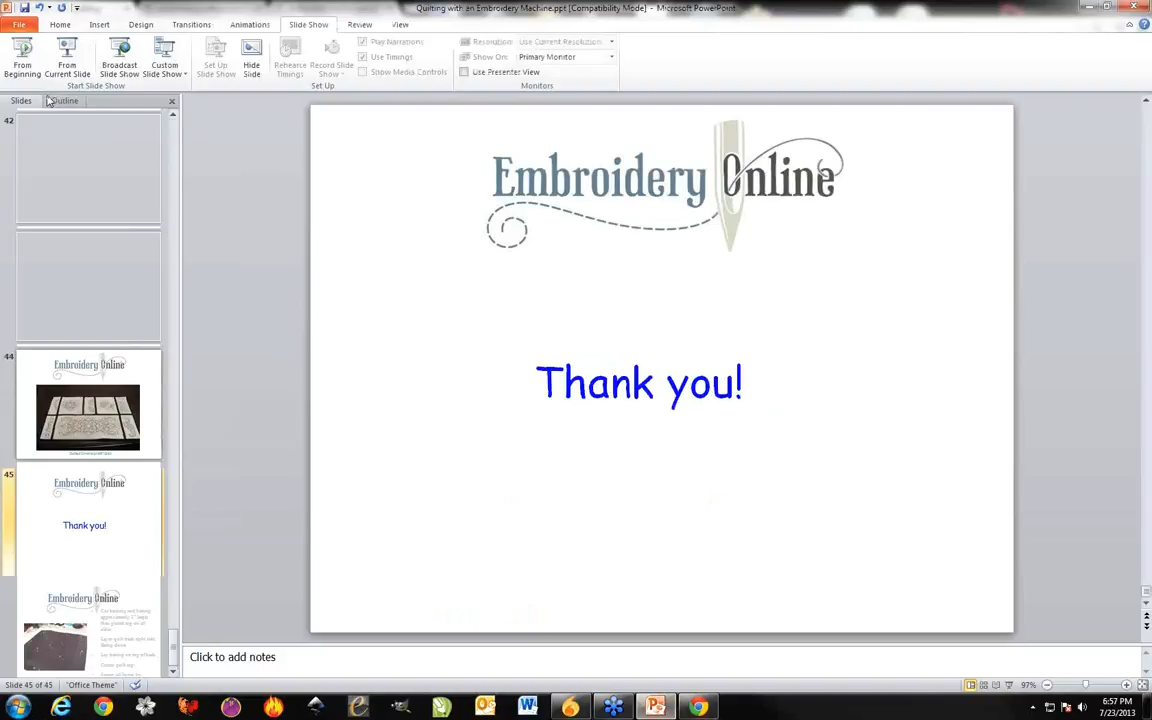 Quilting with an Embroidery Machine.ppt [Compatibility Mode] - Microsoft PowerPoint
File Home Insert Design Transitions Animations Slide Show Review View
From Beginning
From Current Slide
Broadcast Slide Show
Custom Slide Show
Set Up Slide Show
Hide Slide
Rehearse Timings
Record Slide Show
Play Narrations
Use Timings
Show Media Controls
Resolution: Use Current Resolution
Show On: Primary Monitor
Use Presenter View
Start Slide Show
Set Up
Monitors
Slides
Outline
42
44
Embroidery Online
45
Embroidery Online
Thank you!
Embroidery Online
Embroidery Online
Thank you!
Click to add notes
Slide 45 of 45
"Office Theme"
97%
6:57 PM
7/23/2013